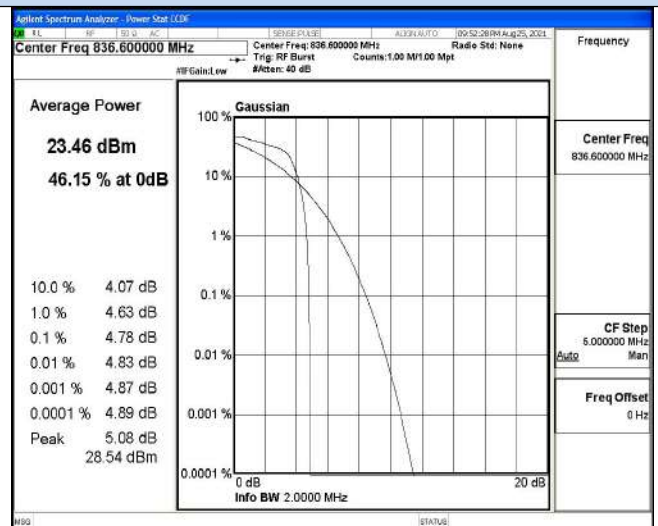 Agilent Spectrum Analyzer - Power Stat CCDF
RL RF 50 Ω AC SENSE:PULSE ALIGN AUTO 09:52:28 PM Aug 25, 2021
Center Freq 836.600000 MHz
Center Freq: 836.600000 MHz Radio Std: None
Trig: RF Burst Counts:1.00 M/1.00 Mpt
#IFGain:Low #Atten: 40 dB
Frequency
Average Power
23.46 dBm
46.15 % at 0dB
10.0 % 4.07 dB
1.0 % 4.63 dB
0.1 % 4.78 dB
0.01 % 4.83 dB
0.001 % 4.87 dB
0.0001 % 4.89 dB
Peak 5.08 dB
28.54 dBm
Gaussian
100 %
10 %
1 %
0.1 %
0.01 %
0.001 %
0.0001 %
0 dB 20 dB
Info BW 2.0000 MHz
Center Freq
836.600000 MHz
CF Step
5.000000 MHz
Auto Man
Freq Offset
0 Hz
MSG STATUS